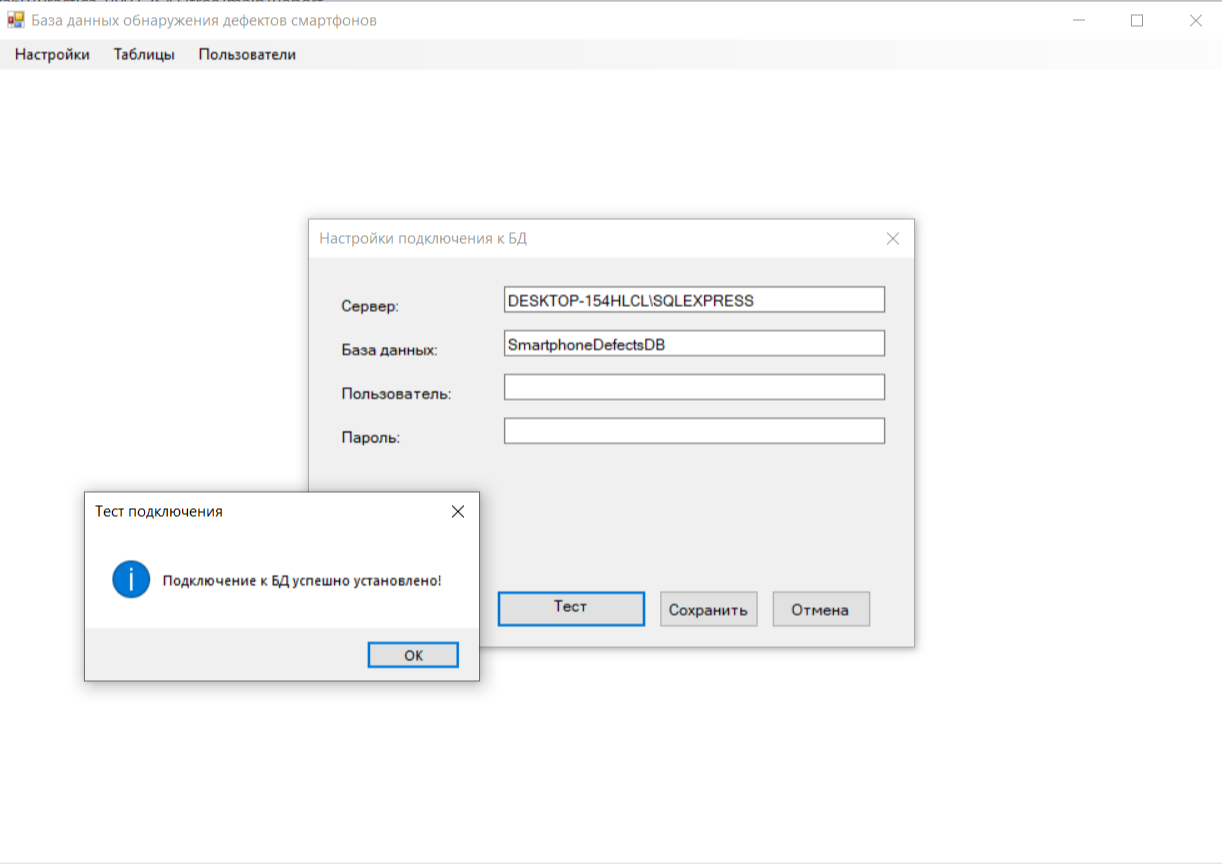 База данных обнаружения дефектов смартфонов
Настройки Таблицы Пользователи
Настройки подключения к БД
Сервер: DESKTOP-154HLCL\SQLEXPRESS
База данных: SmartphoneDefectsDB
Пользователь:
Пароль:
Тест подключения
Подключение к БД успешно установлено!
ОК
Тест Сохранить Отмена